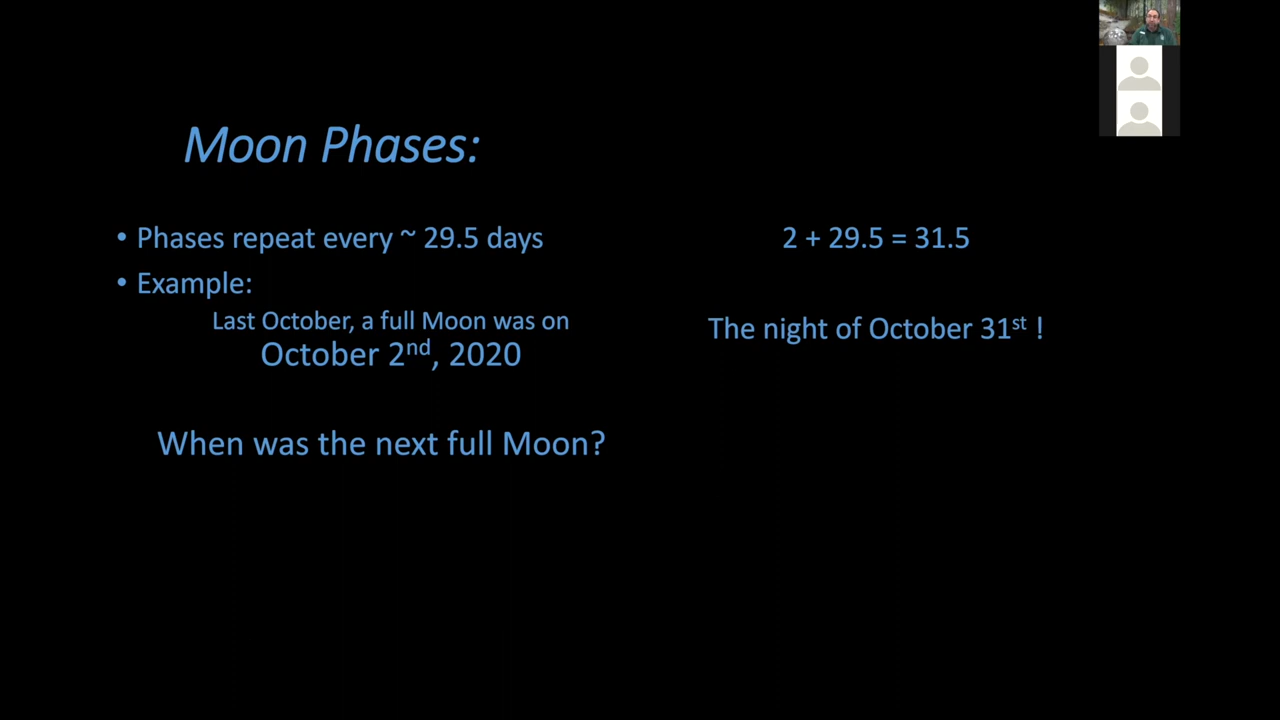 Moon Phases:
• Phases repeat every ~ 29.5 days
• Example:
Last October, a full Moon was on
October 2nd, 2020
When was the next full Moon?
2 + 29.5 = 31.5
The night of October 31st !